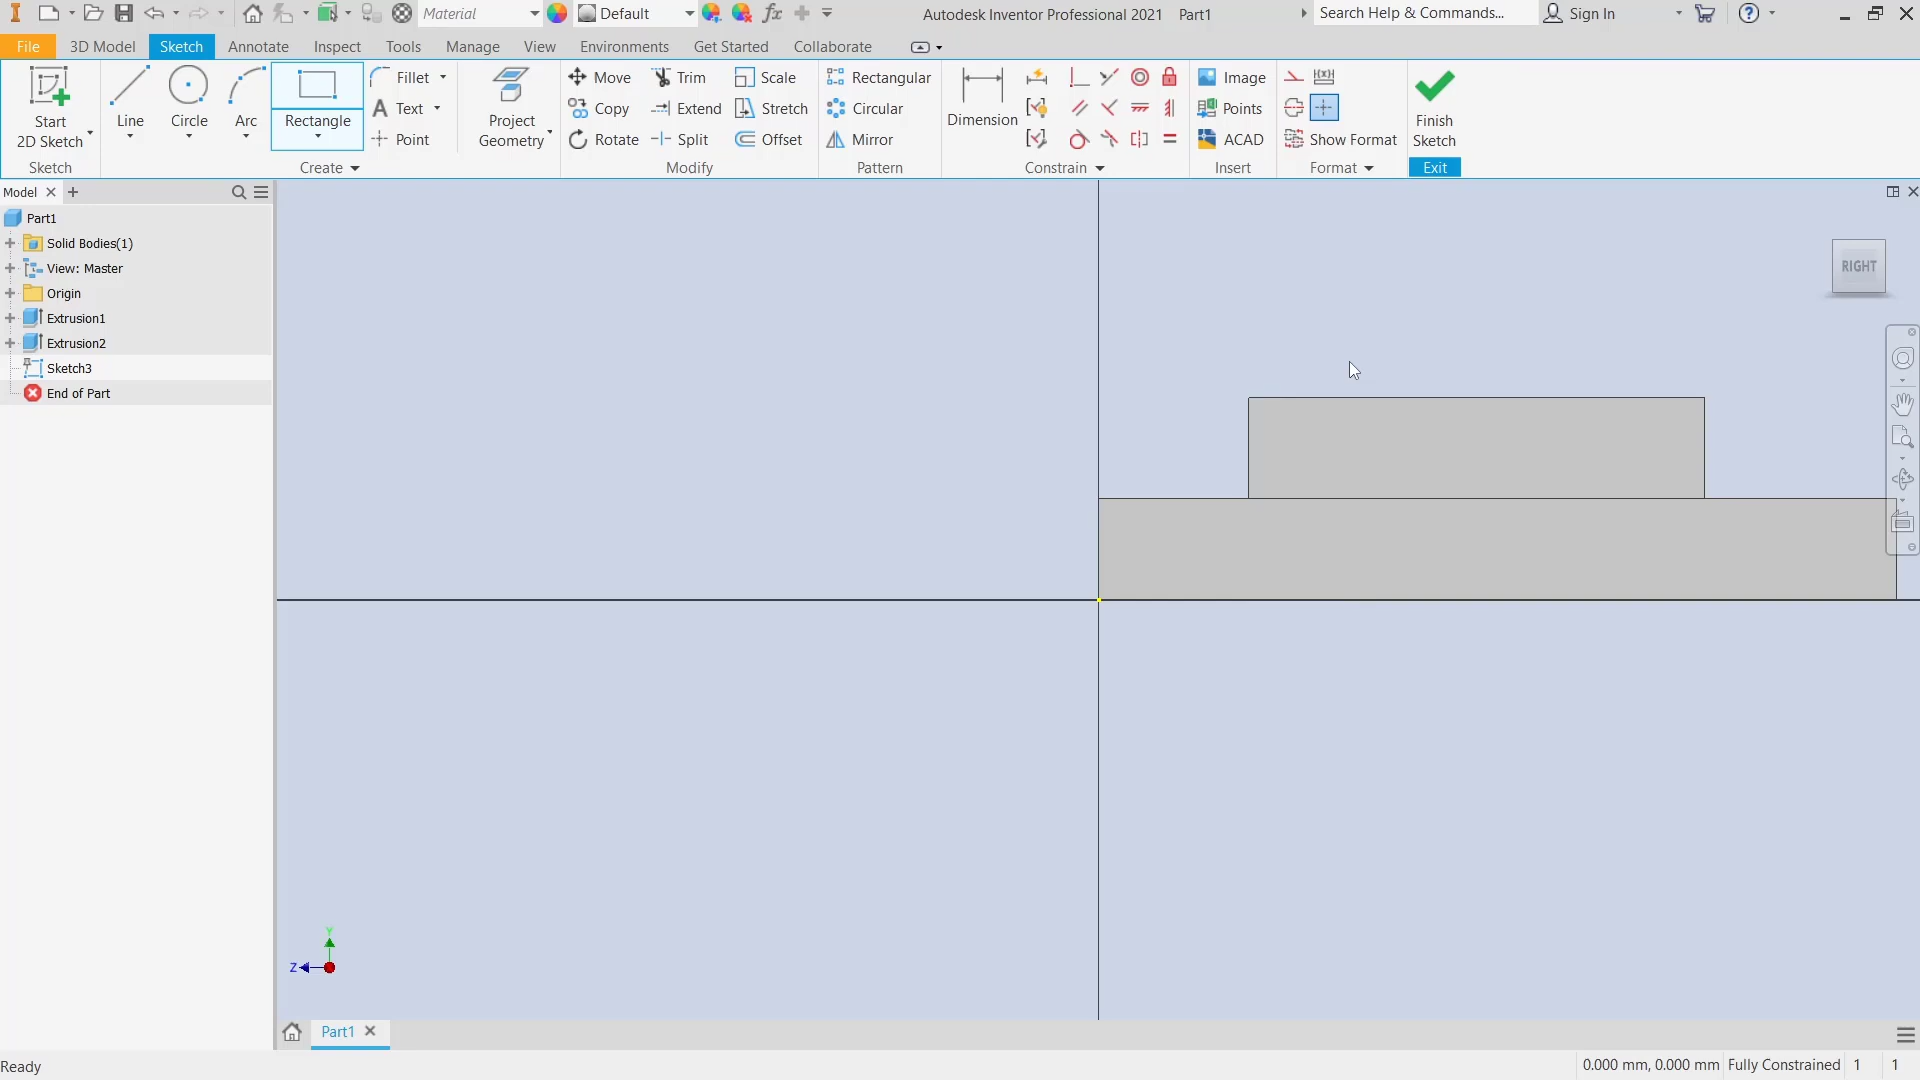 Material
Default
Autodesk Inventor Professional 2021 Part1
Search Help & Commands...
Sign In
File
3D Model
Sketch
Annotate
Inspect
Tools
Manage
View
Environments
Get Started
Collaborate
Start
2D Sketch
Line
Circle
Arc
Rectangle
Fillet
Text
Point
Project
Geometry
Move
Copy
Rotate
Trim
Extend
Split
Scale
Stretch
Offset
Rectangular
Circular
Mirror
Dimension
Image
Points
ACAD
Show Format
Finish
Sketch
Sketch
Create
Modify
Pattern
Constrain
Insert
Format
Exit
Model
Part1
Solid Bodies(1)
View: Master
Origin
Extrusion1
Extrusion2
Sketch3
End of Part
RIGHT
Y
Z
Part1
Ready
0.000 mm, 0.000 mm
Fully Constrained
1
1